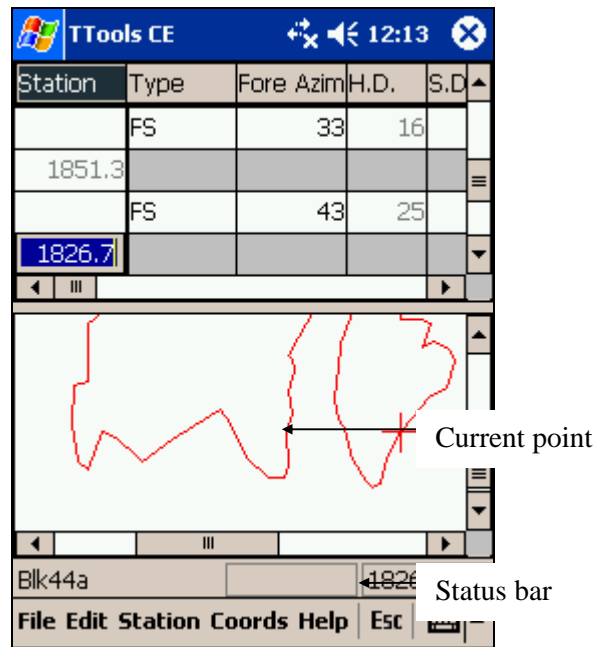 TTools CE 12:13
Station Type Fore Azim H.D. S.D
FS 33 16
1851.3
FS 43 25
1826.7
Current point
Blk44a 1826
Status bar
File Edit Station Coords Help Esc